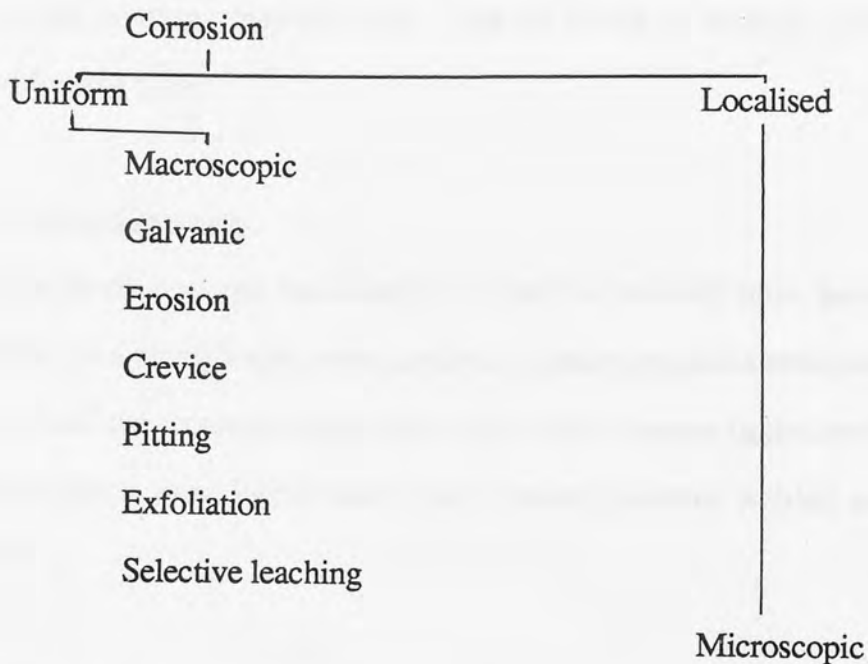 Corrosion
Uniform Localised
Macroscopic
Galvanic
Erosion
Crevice
Pitting
Exfoliation
Selective leaching
Microscopic